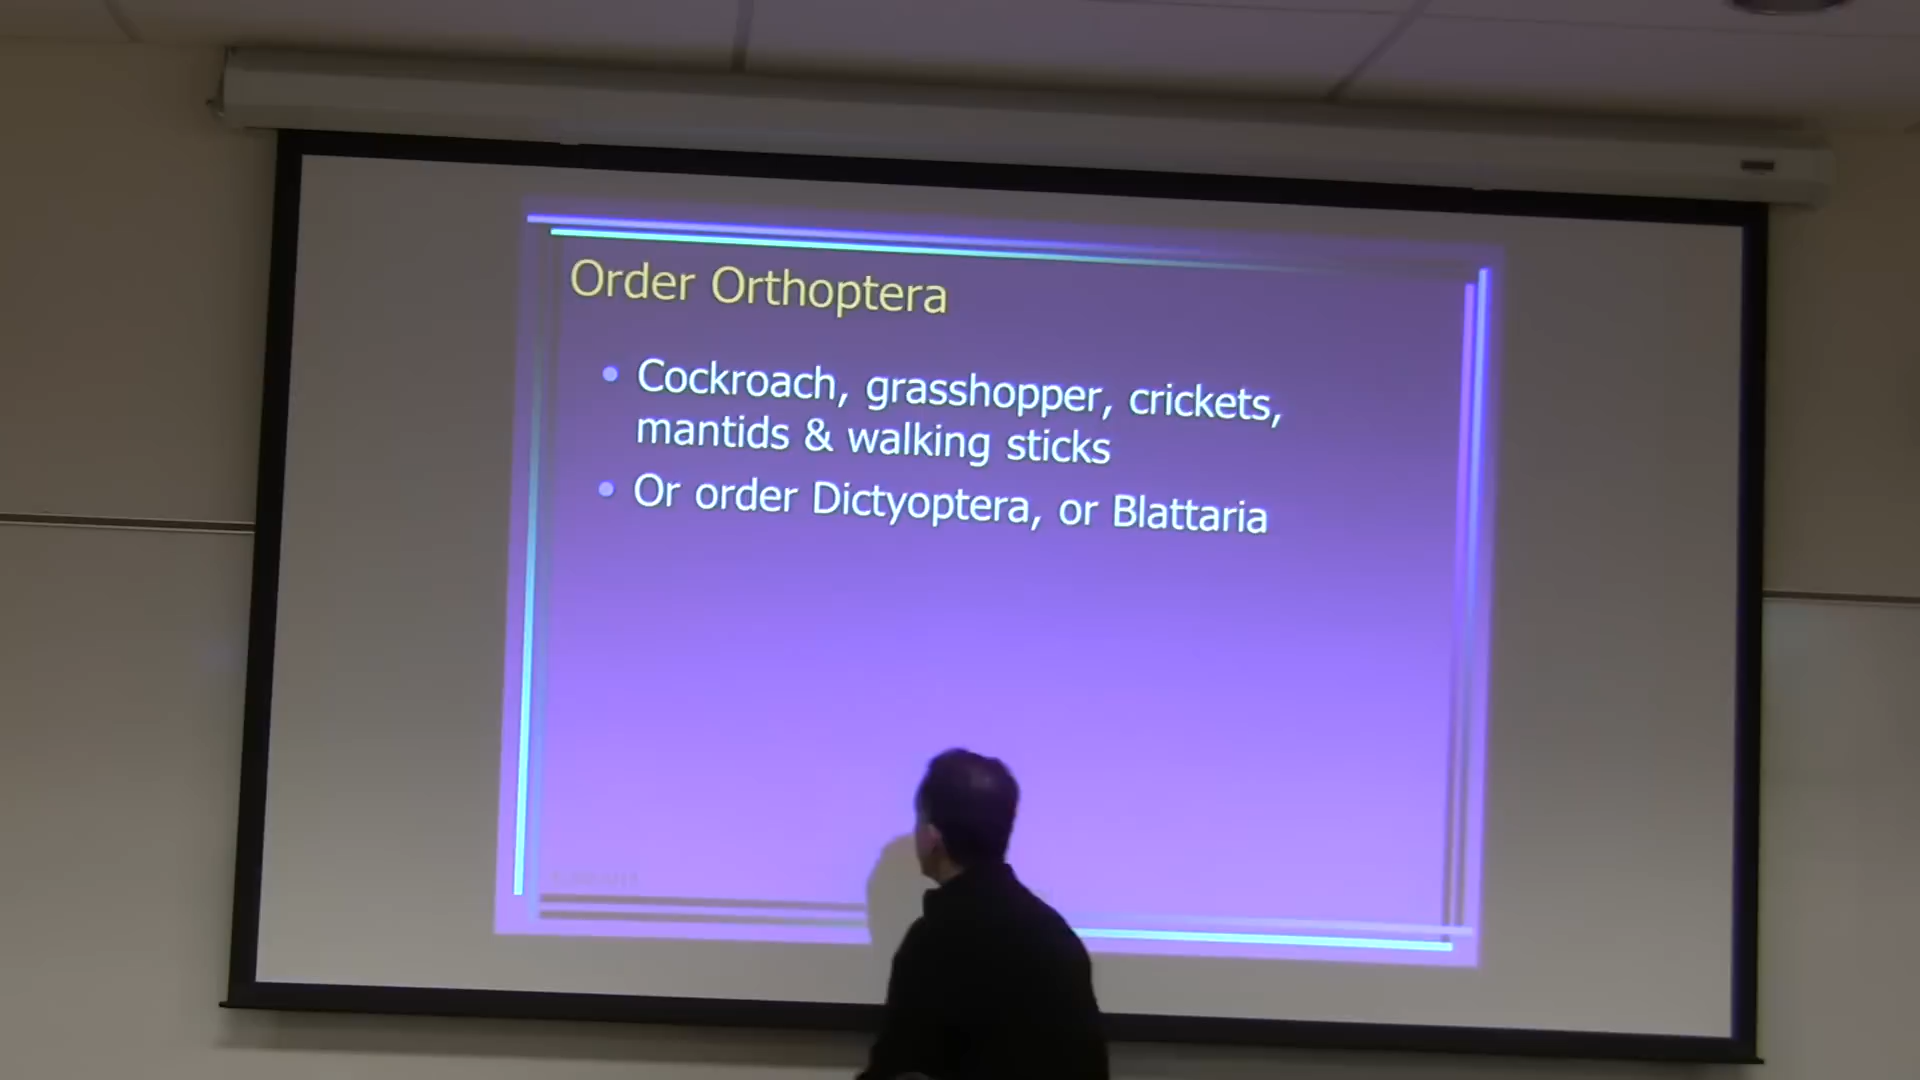 Order Orthoptera
• Cockroach, grasshopper, crickets,
mantids & walking sticks
• Or order Dictyoptera, or Blattaria